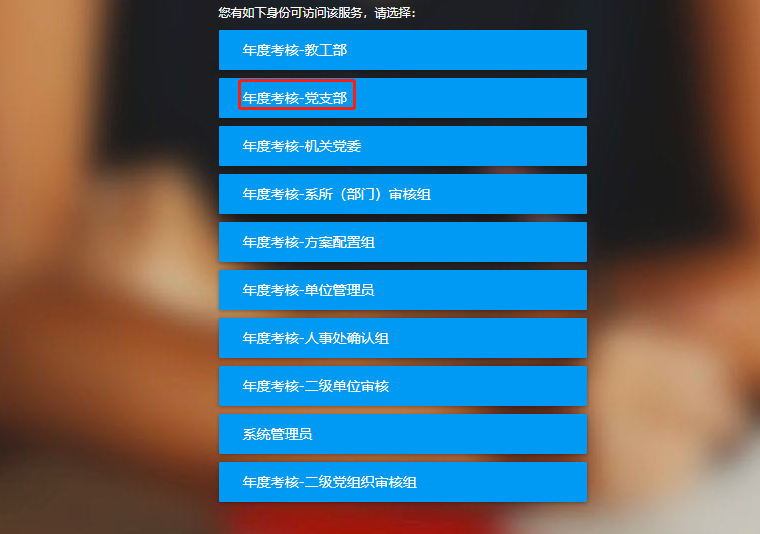 您有如下身份可访问该服务，请选择：
年度考核-教工部
年度考核-党支部
年度考核-机关党委
年度考核-系所（部门）审核组
年度考核-方案配置组
年度考核-单位管理员
年度考核-人事处确认组
年度考核-二级单位审核
系统管理员
年度考核-二级党组织审核组